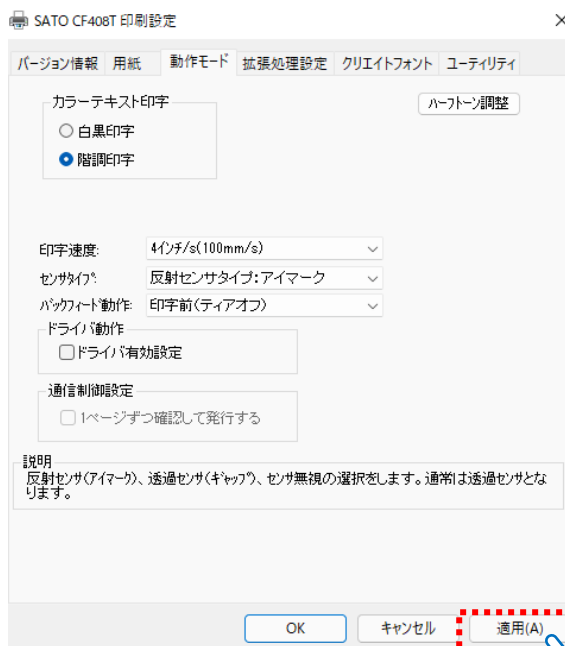 SATO CF408T 印刷設定
バージョン情報 用紙 動作モード 拡張処理設定 クリエイトフォント ユーティリティ
カラーテキスト印字
ハーフトーン調整
白黒印字
階調印字
印字速度: 4インチ/s(100mm/s)
センサタイプ: 反射センサタイプ:アイマーク
バックフィード動作: 印字前(ティアオフ)
ドライバ動作
ドライバ有効設定
通信制御設定
1ページずつ確認して発行する
説明
反射センサ(アイマーク)、透過センサ(ギャップ)、センサ無視の選択をします。通常は透過センサとな
ります。
OK キャンセル 適用(A)